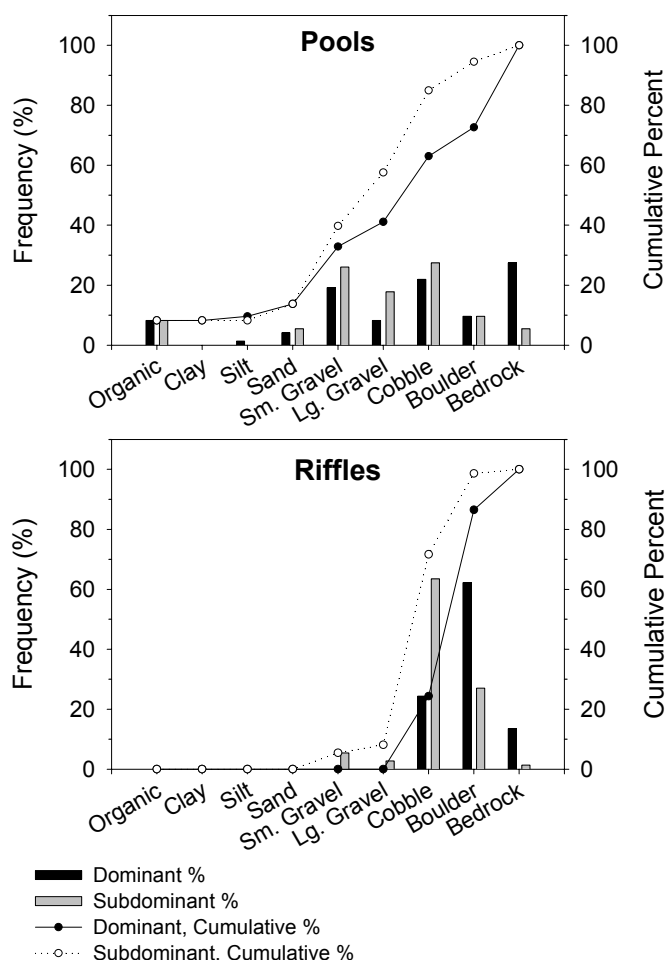 Pools
Frequency (%)
Cumulative Percent
100 100
80 80
60 60
40 40
20 20
0 0
Organic Clay Silt Sand Sm. Gravel Lg. Gravel Cobble Boulder Bedrock
Riffles
Frequency (%)
Cumulative Percent
100 100
80 80
60 60
40 40
20 20
0 0
Organic Clay Silt Sand Sm. Gravel Lg. Gravel Cobble Boulder Bedrock
Dominant %
Subdominant %
Dominant, Cumulative %
Subdominant, Cumulative %